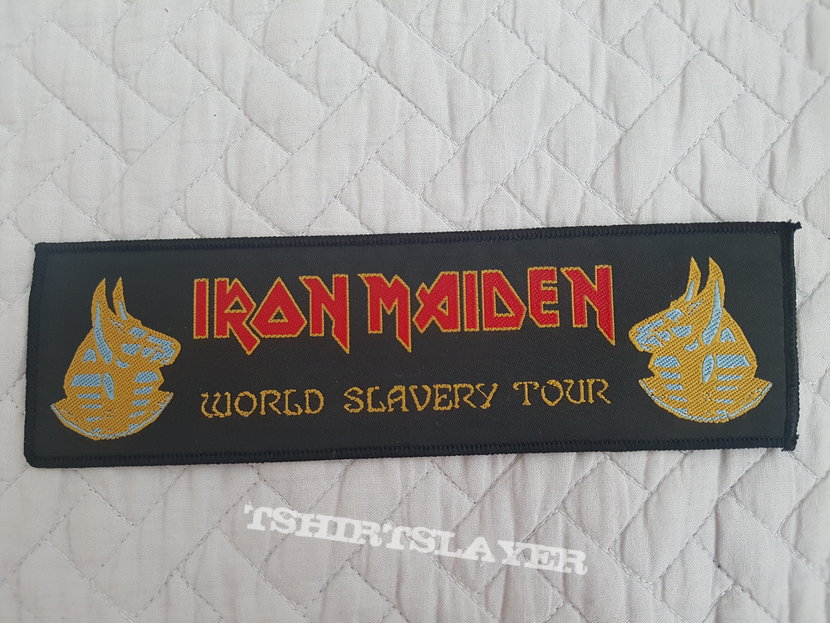 IRON MAIDEN
WORLD SLAVERY TOUR
TSHIRTSLAYER